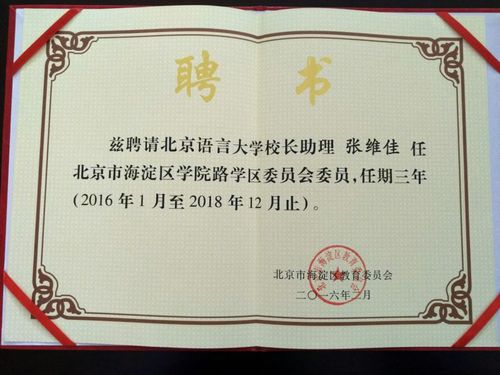 聘书
兹聘请北京语言大学校长助理 张维佳 任
北京市海淀区学院路学区委员会委员,任期三年
(2016年1月至2018年12月止)。
北京市海淀区教育委员会
二〇一六年二月